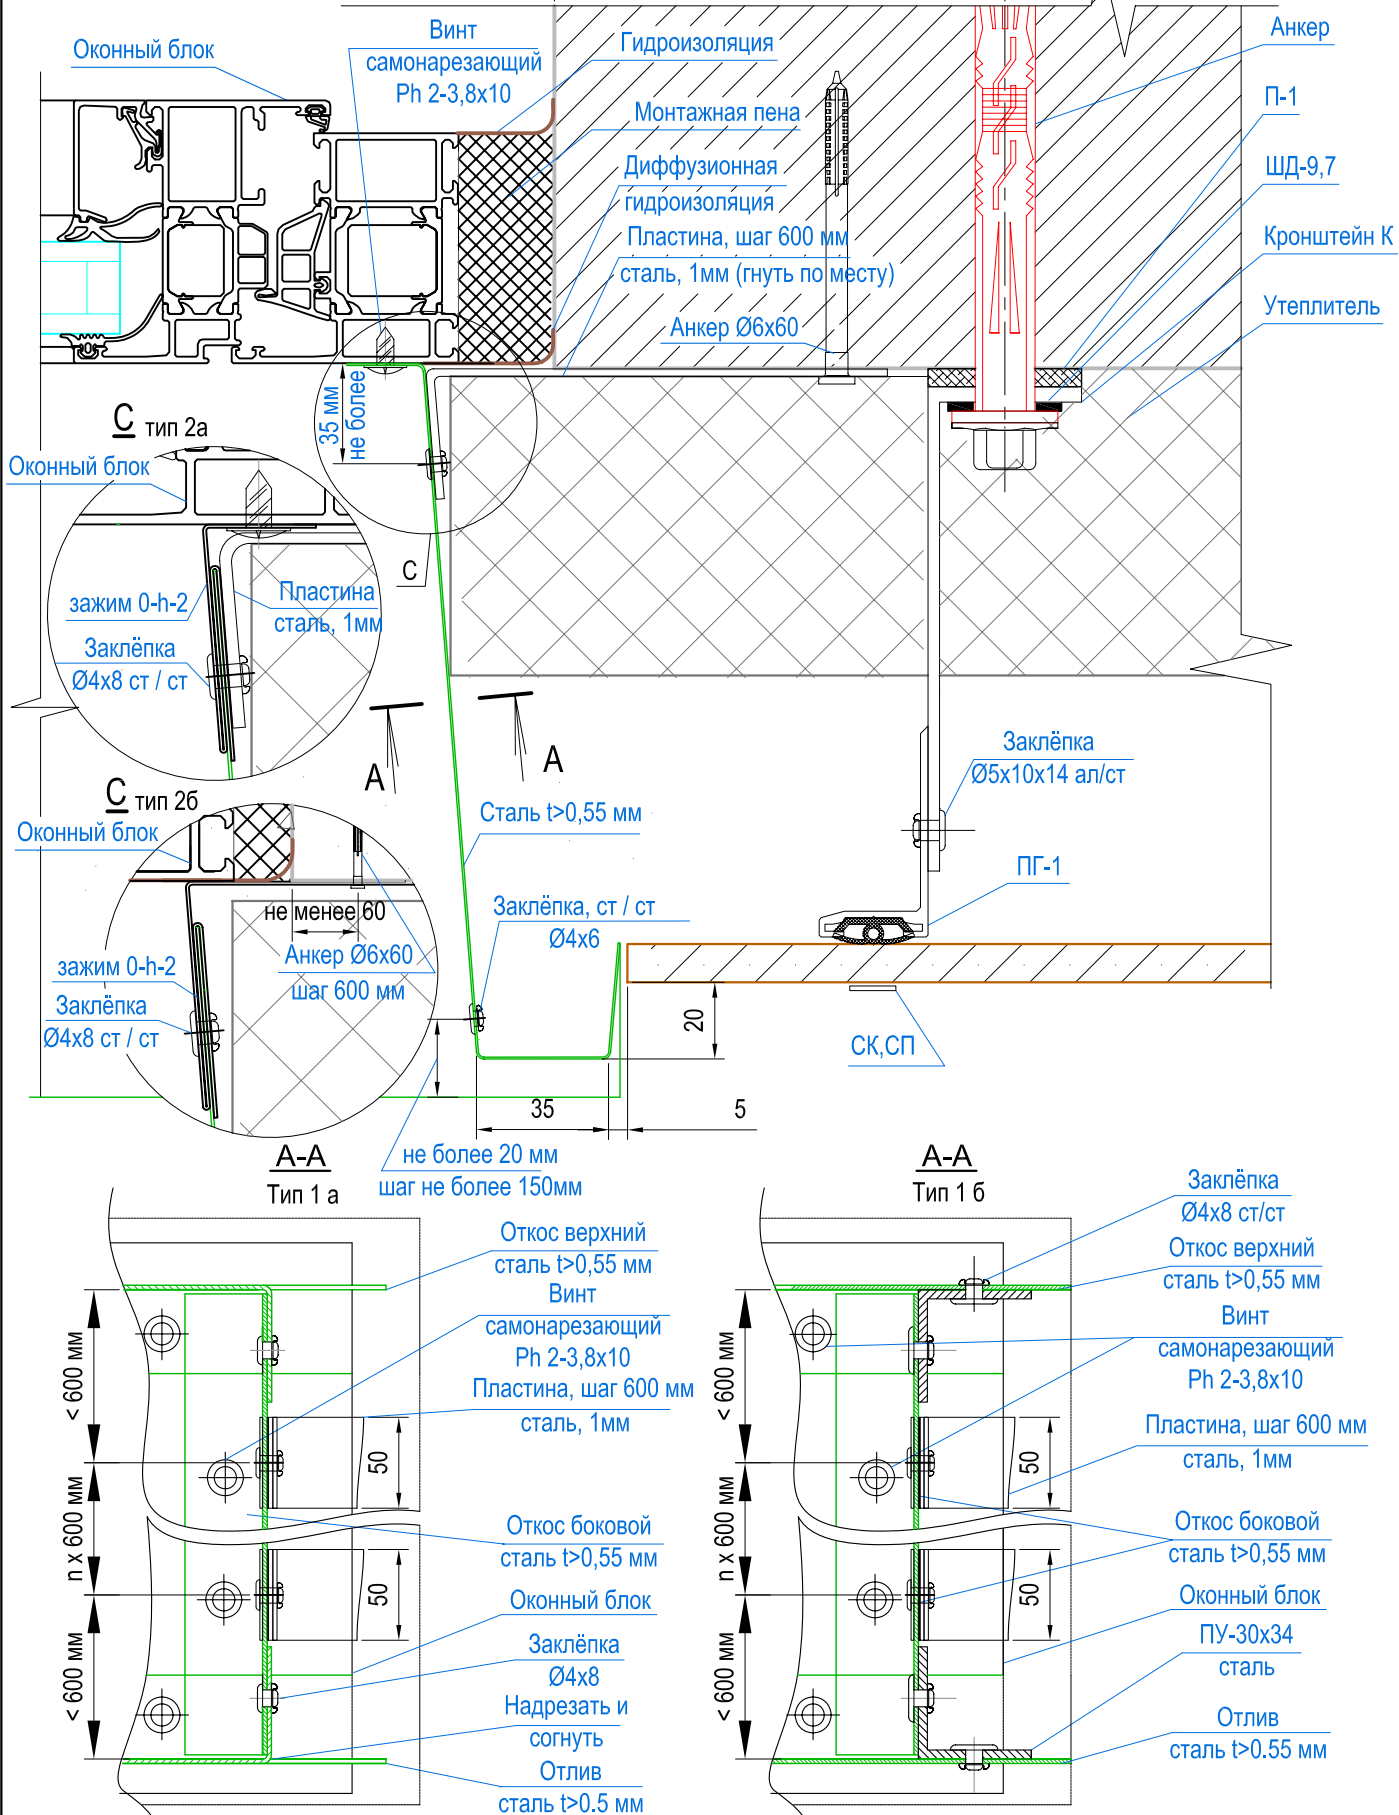 Оконный блок
Винт
самонарезающий
Ph 2-3,8x10
Гидроизоляция
Монтажная пена
Диффузионная
гидроизоляция
Пластина, шаг 600 мм
сталь, 1мм (гнуть по месту)
Анкер Ø6x60
Анкер
П-1
ШД-9,7
Кронштейн К
Утеплитель
35 мм
не более
С
С тип 2а
Оконный блок
зажим 0-h-2
Заклёпка
Ø4x8 ст / ст
Пластина
сталь, 1мм
А
А
Заклёпка
Ø5x10x14 ал/ст
ПГ-1
Сталь t>0,55 мм
Заклёпка, ст / ст
Ø4x6
С тип 2б
Оконный блок
не менее 60
Анкер Ø6x60
шаг 600 мм
зажим 0-h-2
Заклёпка
Ø4x8 ст / ст
20
СК,СП
35
5
не более 20 мм
шаг не более 150мм
А-А
Тип 1 а
Откос верхний
сталь t>0,55 мм
Винт
самонарезающий
Ph 2-3,8x10
Пластина, шаг 600 мм
сталь, 1мм
< 600 мм
n x 600 мм
< 600 мм
50
50
Откос боковой
сталь t>0,55 мм
Оконный блок
Заклёпка
Ø4x8
Надрезать и
согнуть
Отлив
сталь t>0.5 мм
А-А
Тип 1 б
Заклёпка
Ø4x8 ст/ст
Откос верхний
сталь t>0,55 мм
Винт
самонарезающий
Ph 2-3,8x10
Пластина, шаг 600 мм
сталь, 1мм
< 600 мм
n x 600 мм
< 600 мм
50
50
Откос боковой
сталь t>0,55 мм
Оконный блок
ПУ-30x34
сталь
Отлив
сталь t>0.55 мм